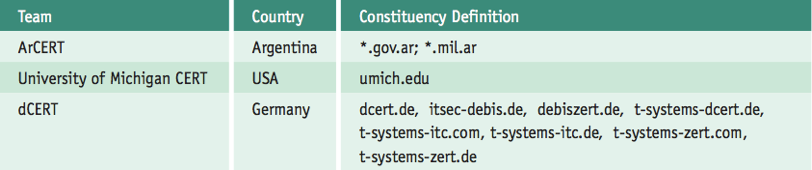 Team Country Constituency Definition
ArCERT Argentina *.gov.ar; *.mil.ar
University of Michigan CERT USA umich.edu
dCERT Germany dcert.de, itsec-debis.de, debiszert.de, t-systems-dcert.de,
t-systems-itc.com, t-systems-itc.de, t-systems-zert.com,
t-systems-zert.de